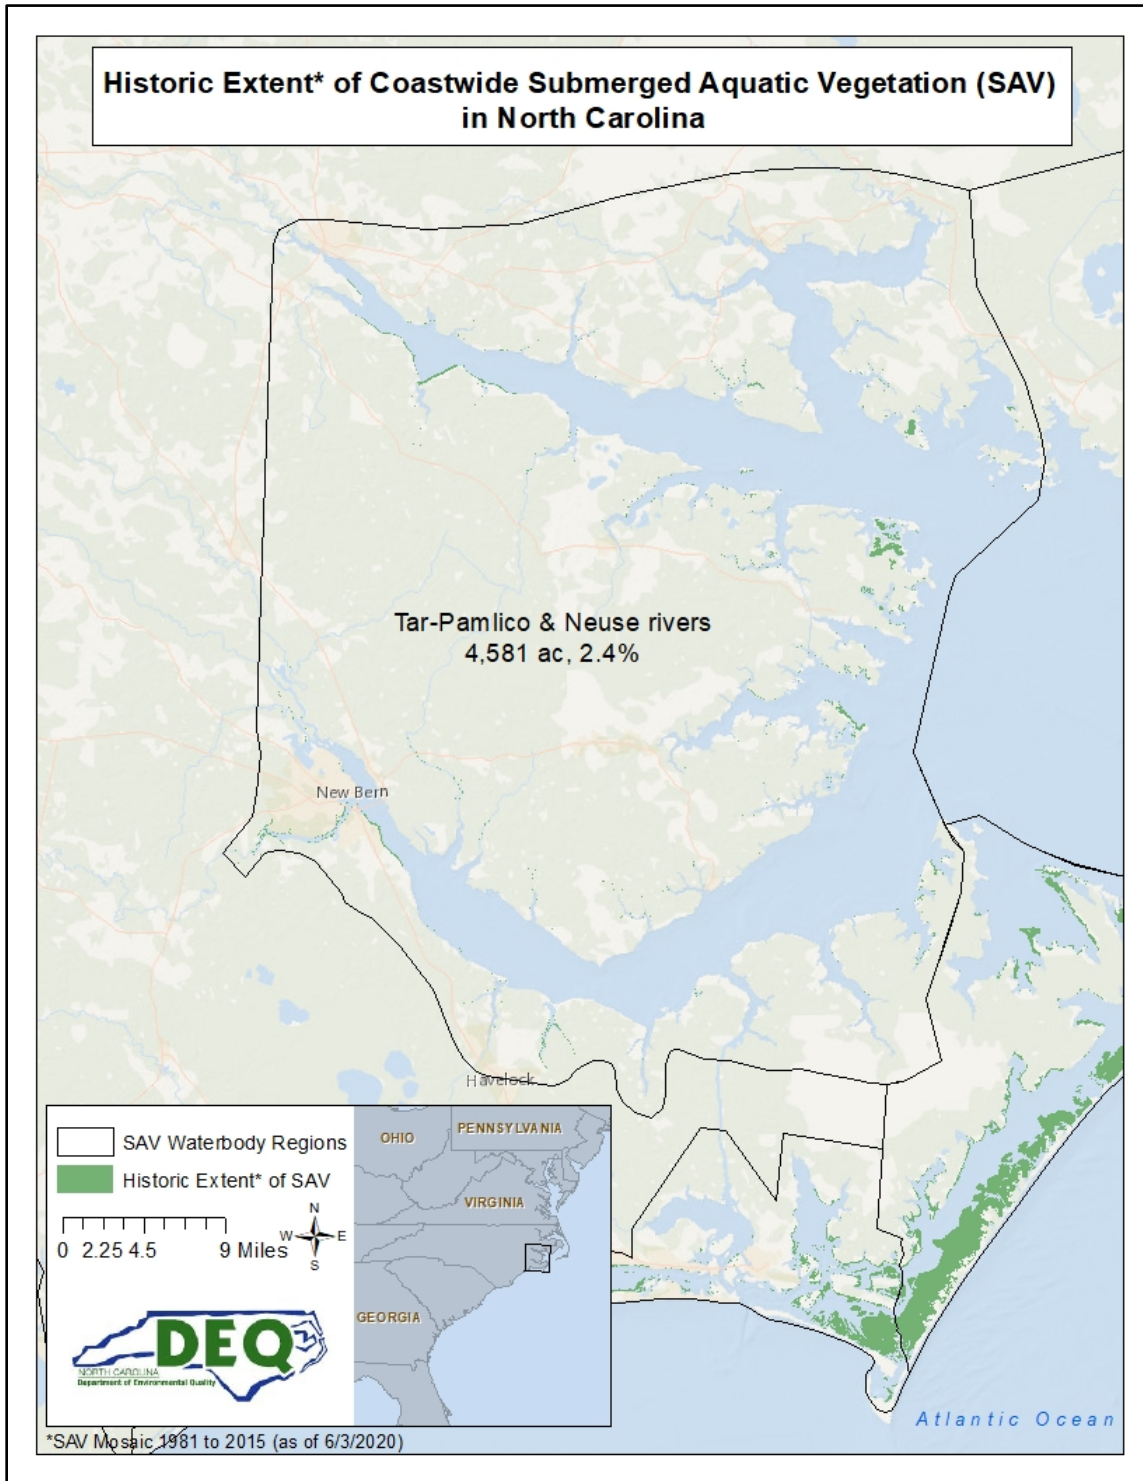 Historic Extent* of Coastwide Submerged Aquatic Vegetation (SAV)
in North Carolina
Tar-Pamlico & Neuse rivers
4,581 ac, 2.4%
New Bern
Havelock
SAV Waterbody Regions
Historic Extent* of SAV
N
W E
S
0 2.25 4.5 9 Miles
OHIO
PENNSYLVANIA
VIRGINIA
GEORGIA
DEQ
NORTH CAROLINA
Department of Environmental Quality
Atlantic Ocean
*SAV Mosaic 1981 to 2015 (as of 6/3/2020)